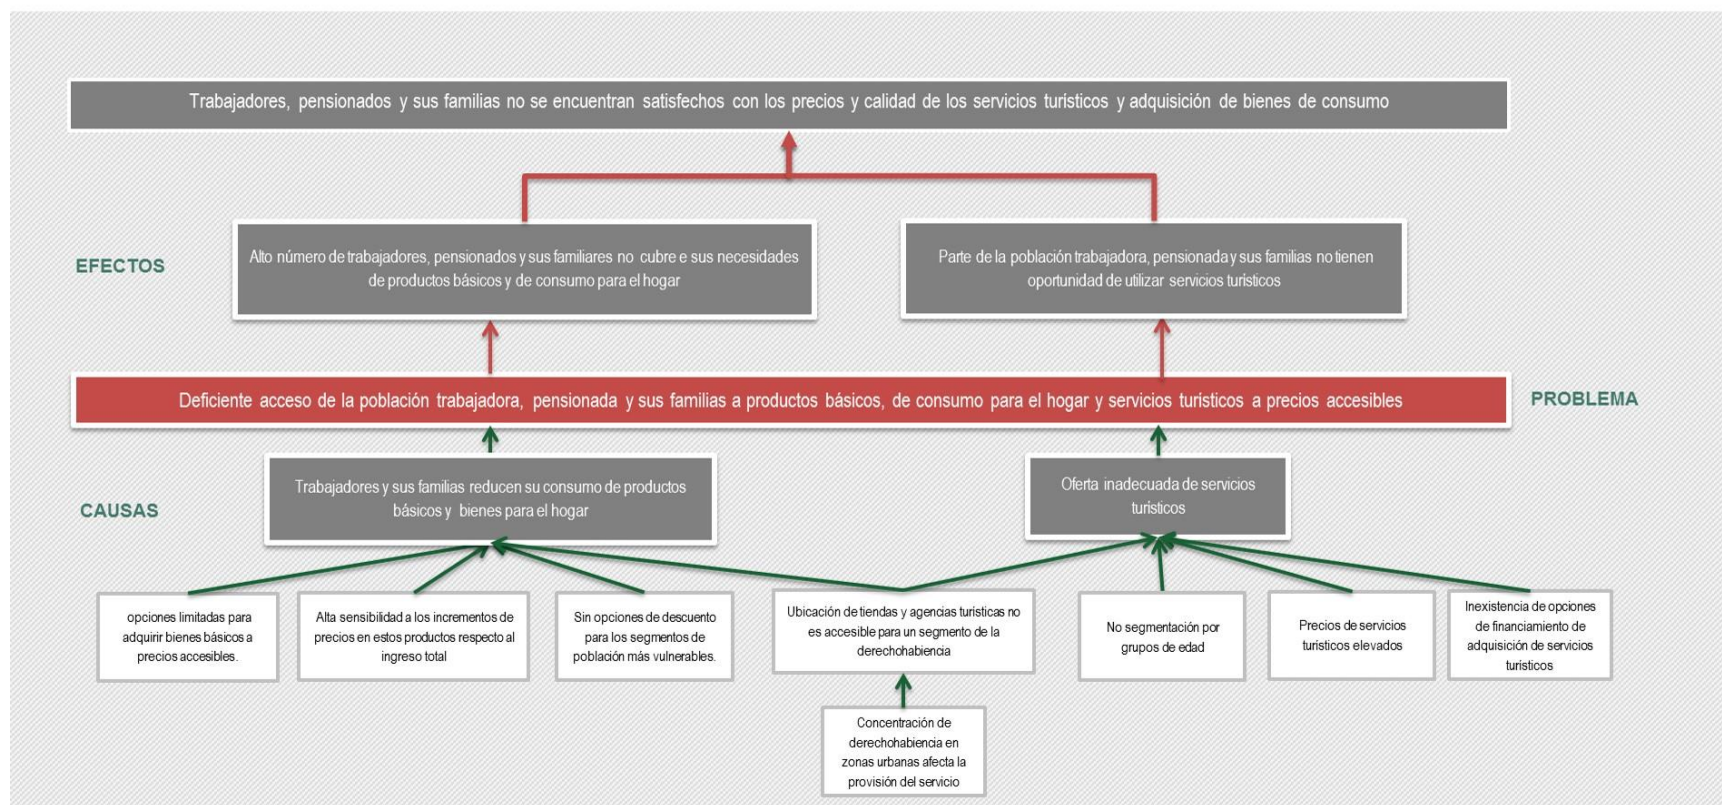 Trabajadores, pensionados y sus familias no se encuentran satisfechos con los precios y calidad de los servicios turísticos y adquisición de bienes de consumo
EFECTOS
Alto número de trabajadores, pensionados y sus familiares no cubre e sus necesidades
de productos básicos y de consumo para el hogar
Parte de la población trabajadora, pensionada y sus familias no tienen
oportunidad de utilizar servicios turísticos
Deficiente acceso de la población trabajadora, pensionada y sus familias a productos básicos, de consumo para el hogar y servicios turísticos a precios accesibles
PROBLEMA
CAUSAS
Trabajadores y sus familias reducen su consumo de productos
básicos y bienes para el hogar
Oferta inadecuada de servicios
turísticos
opciones limitadas para
adquirir bienes básicos a
precios accesibles.
Alta sensibilidad a los incrementos de
precios en estos productos respecto al
ingreso total
Sin opciones de descuento
para los segmentos de
población más vulnerables.
Ubicación de tiendas y agencias turísticas no
es accesible para un segmento de la
derechohabiencia
No segmentación por
grupos de edad
Precios de servicios
turísticos elevados
Inexistencia de opciones
de financiamiento de
adquisición de servicios
turísticos
Concentración de
derechohabiencia en
zonas urbanas afecta la
provisión del servicio